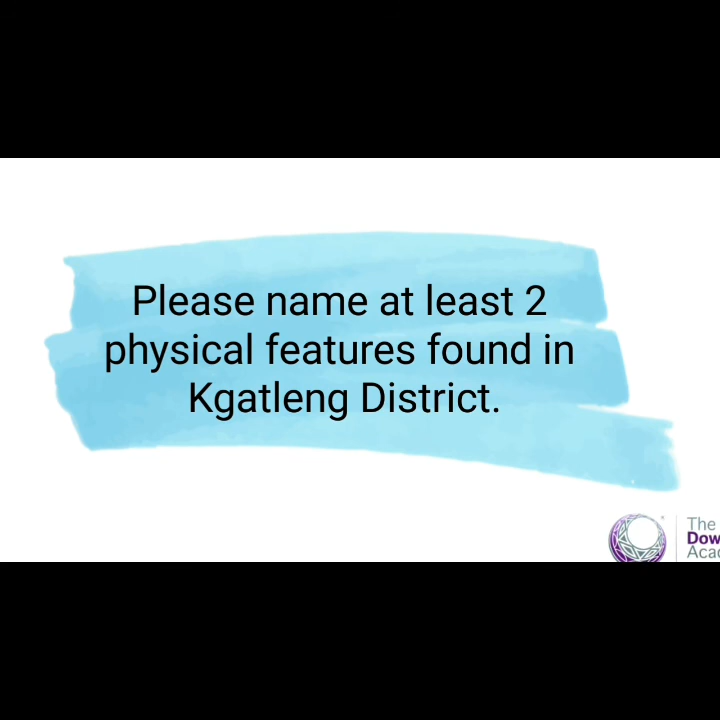 Please name at least 2
physical features found in
Kgatleng District.
The